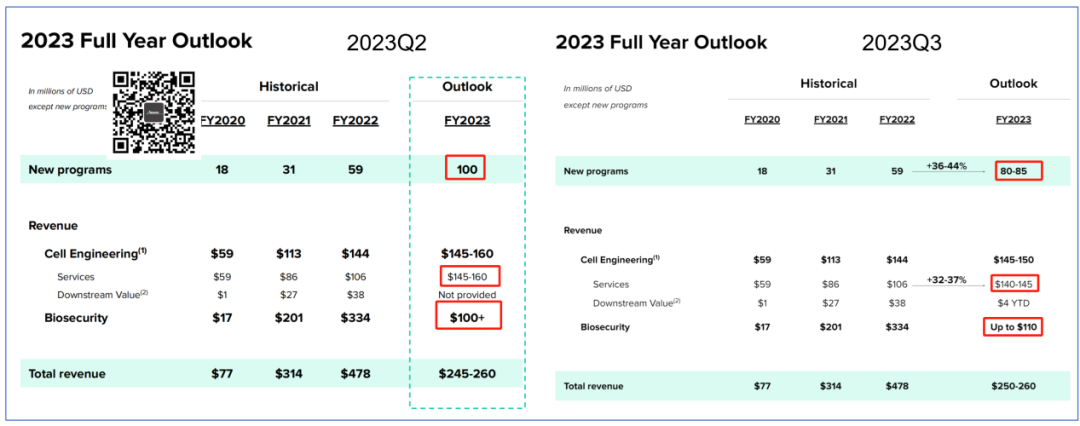 2023 Full Year Outlook 2023Q2
In millions of USD
except new programs
Historical Outlook
FY2020 FY2021 FY2022 FY2023
New programs 18 31 59 100
Revenue
Cell Engineering(1) $59 $113 $144 $145-160
Services $59 $86 $106 $145-160
Downstream Value(2) $1 $27 $38 Not provided
Biosecurity $17 $201 $334 $100+
Total revenue $77 $314 $478 $245-260
2023 Full Year Outlook 2023Q3
In millions of USD
except new programs
Historical Outlook
FY2020 FY2021 FY2022 FY2023
New programs 18 31 59 +36-44% 80-85
Revenue
Cell Engineering(1) $59 $113 $144 $145-150
Services $59 $86 $106 +32-37% $140-145
Downstream Value(2) $1 $27 $38 $4 YTD
Biosecurity $17 $201 $334 Up to $110
Total revenue $77 $314 $478 $250-260